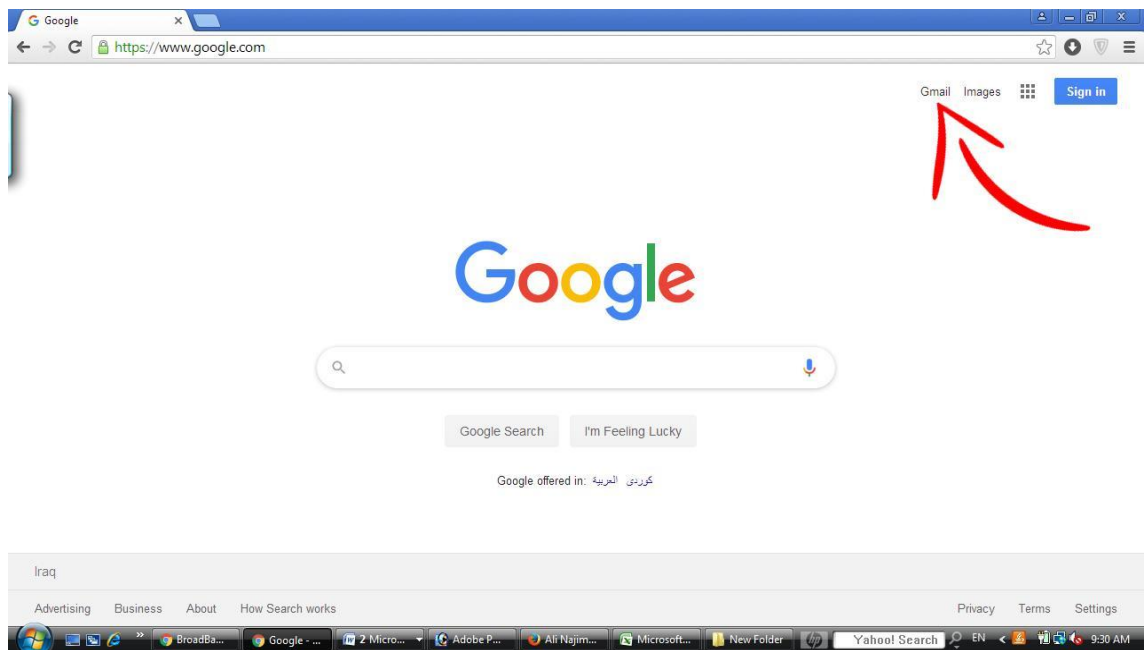 Google
https://www.google.com
Gmail Images Sign in
Google
Google Search I'm Feeling Lucky
Google offered in: العربية كوردی
Iraq
Advertising Business About How Search works Privacy Terms Settings
BroadBa... Google - ... 2 Micro... Adobe P... Ali Najim... Microsoft... New Folder hp Yahoo! Search EN 9:30 AM